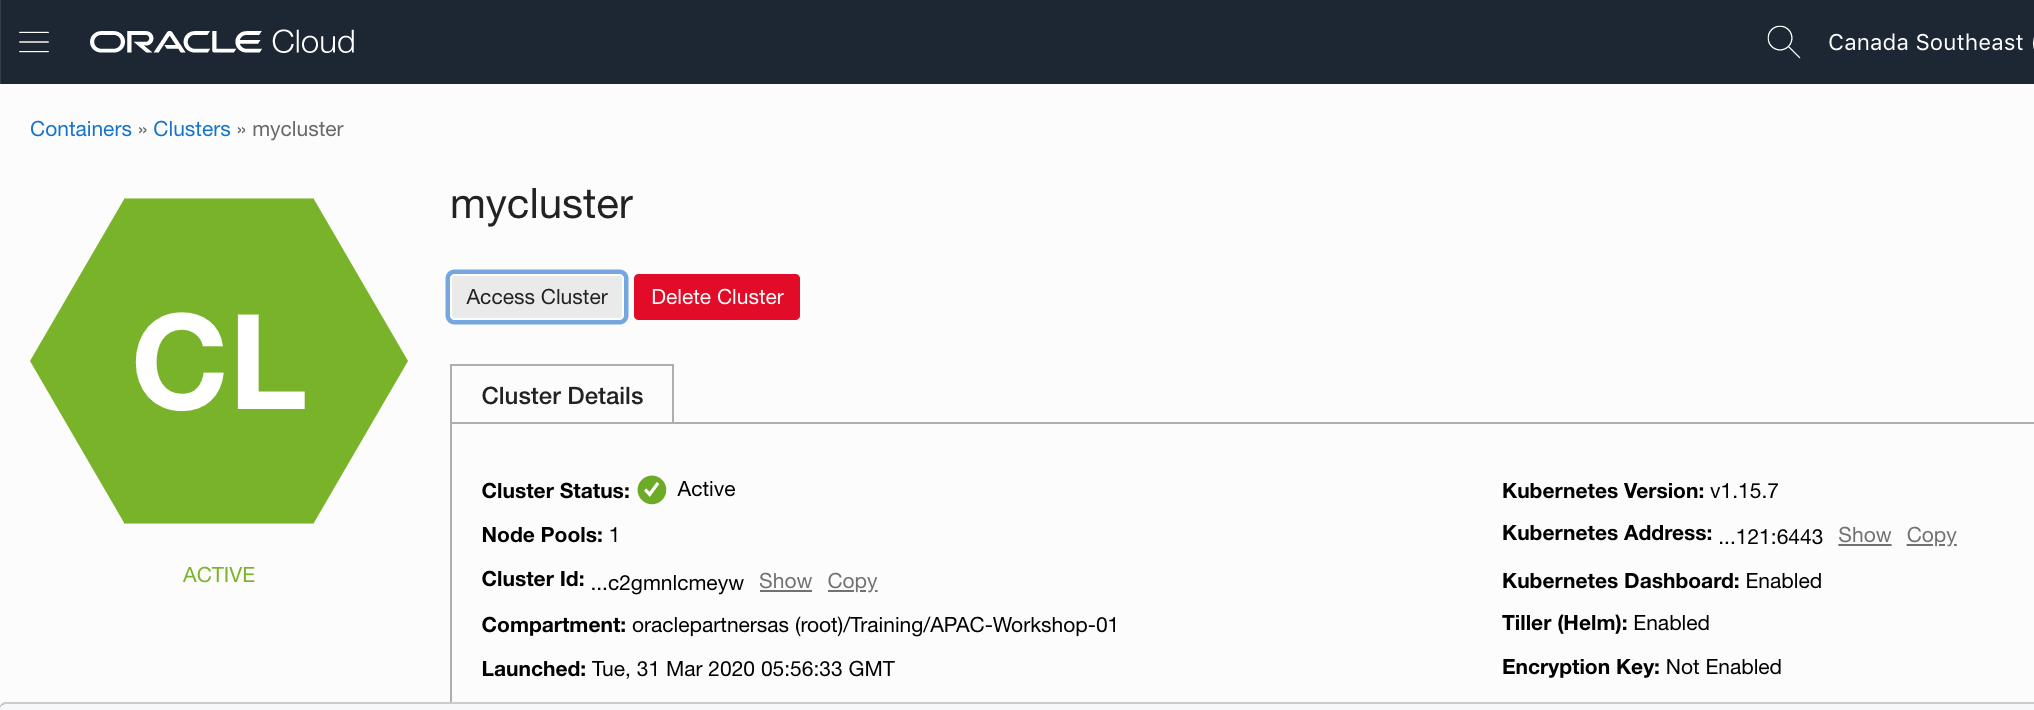 ORACLE Cloud
Canada Southeast
Containers » Clusters » mycluster
mycluster
Access Cluster
Delete Cluster
CL
ACTIVE
Cluster Details
Cluster Status: Active
Node Pools: 1
Cluster Id: ...c2gmnlcmeyw Show Copy
Compartment: oraclepartnersas (root)/Training/APAC-Workshop-01
Launched: Tue, 31 Mar 2020 05:56:33 GMT
Kubernetes Version: v1.15.7
Kubernetes Address: ...121:6443 Show Copy
Kubernetes Dashboard: Enabled
Tiller (Helm): Enabled
Encryption Key: Not Enabled